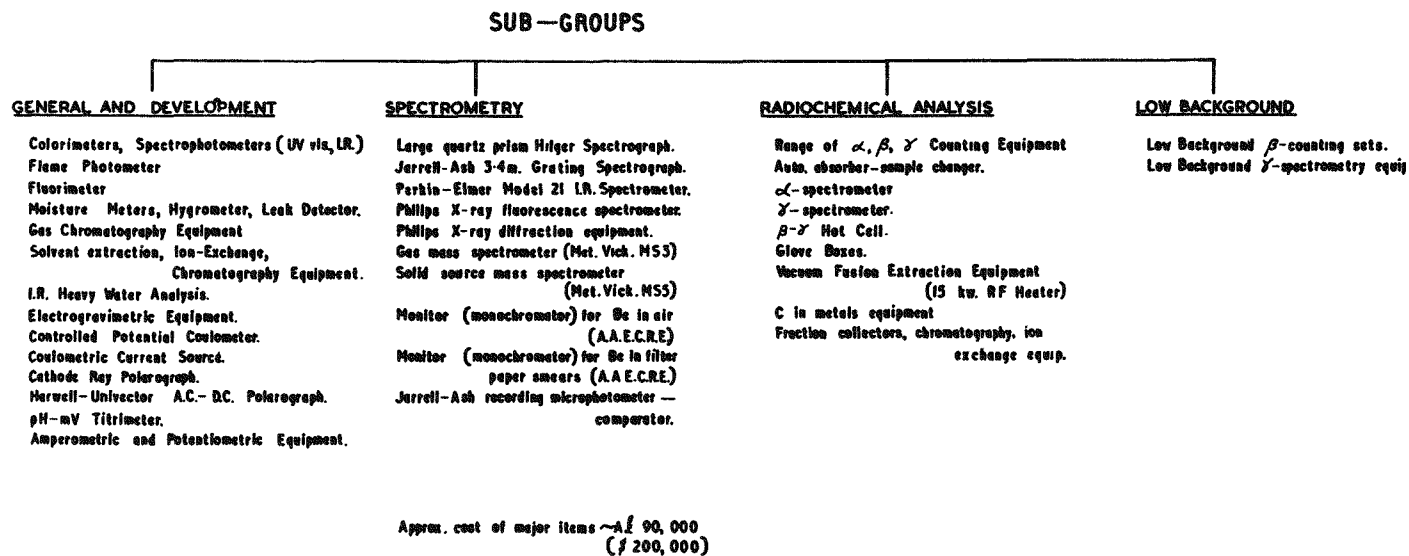 SUB-GROUPS
GENERAL AND DEVELOPMENT
Colorimeters, Spectrophotometers (UV vis., I.R.)
Flame Photometer
Fluorimeter
Moisture Meters, Hygrometer, Leak Detector.
Gas Chromatography Equipment
Solvent extraction, Ion-Exchange,
Chromatography Equipment.
I.R. Heavy Water Analysis.
Electrogravimetric Equipment.
Controlled Potential Coulometer.
Coulometric Current Source.
Cathode Ray Polarograph.
Harwell-Univector A.C.- D.C. Polarograph.
pH-mV Titrimeter.
Amperometric and Potentiometric Equipment.
SPECTROMETRY
Large quartz prism Hilger Spectrograph.
Jarrell-Ash 3·4m. Grating Spectrograph.
Perkin-Elmer Model 21 I.R. Spectrometer.
Philips X-ray fluorescence spectrometer.
Philips X-ray diffraction equipment.
Gas mass spectrometer (Met. Vick. MS3)
Solid source mass spectrometer
(Met. Vick. MS5)
Monitor (monochromator) for Be in air
(A.A.E.C.R.E)
Monitor (monochrometer) for Be in filter
paper smears (A.A E.C.R.E.)
Jarrell-Ash recording microphotometer —
comparator.
Approx. cost of major items ~A£ 90,000
($ 200,000)
RADIOCHEMICAL ANALYSIS
Range of α, β, γ Counting Equipment
Auto. absorber-sample changer.
α-spectrometer
γ-spectrometer.
β-γ Hot Cell.
Glove Boxes.
Vacuum Fusion Extraction Equipment
(15 kw. RF Heater)
C in metals equipment
Fraction collectors, chromatography, ion
exchange equip.
LOW BACKGROUND
Low Background β-counting sets.
Low Background γ-spectrometry equip